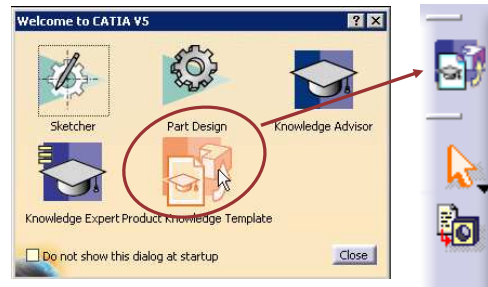 Welcome to CATIA V5
Sketcher
Part Design
Knowledge Advisor
Knowledge Expert
Product Knowledge Template
Do not show this dialog at startup
Close